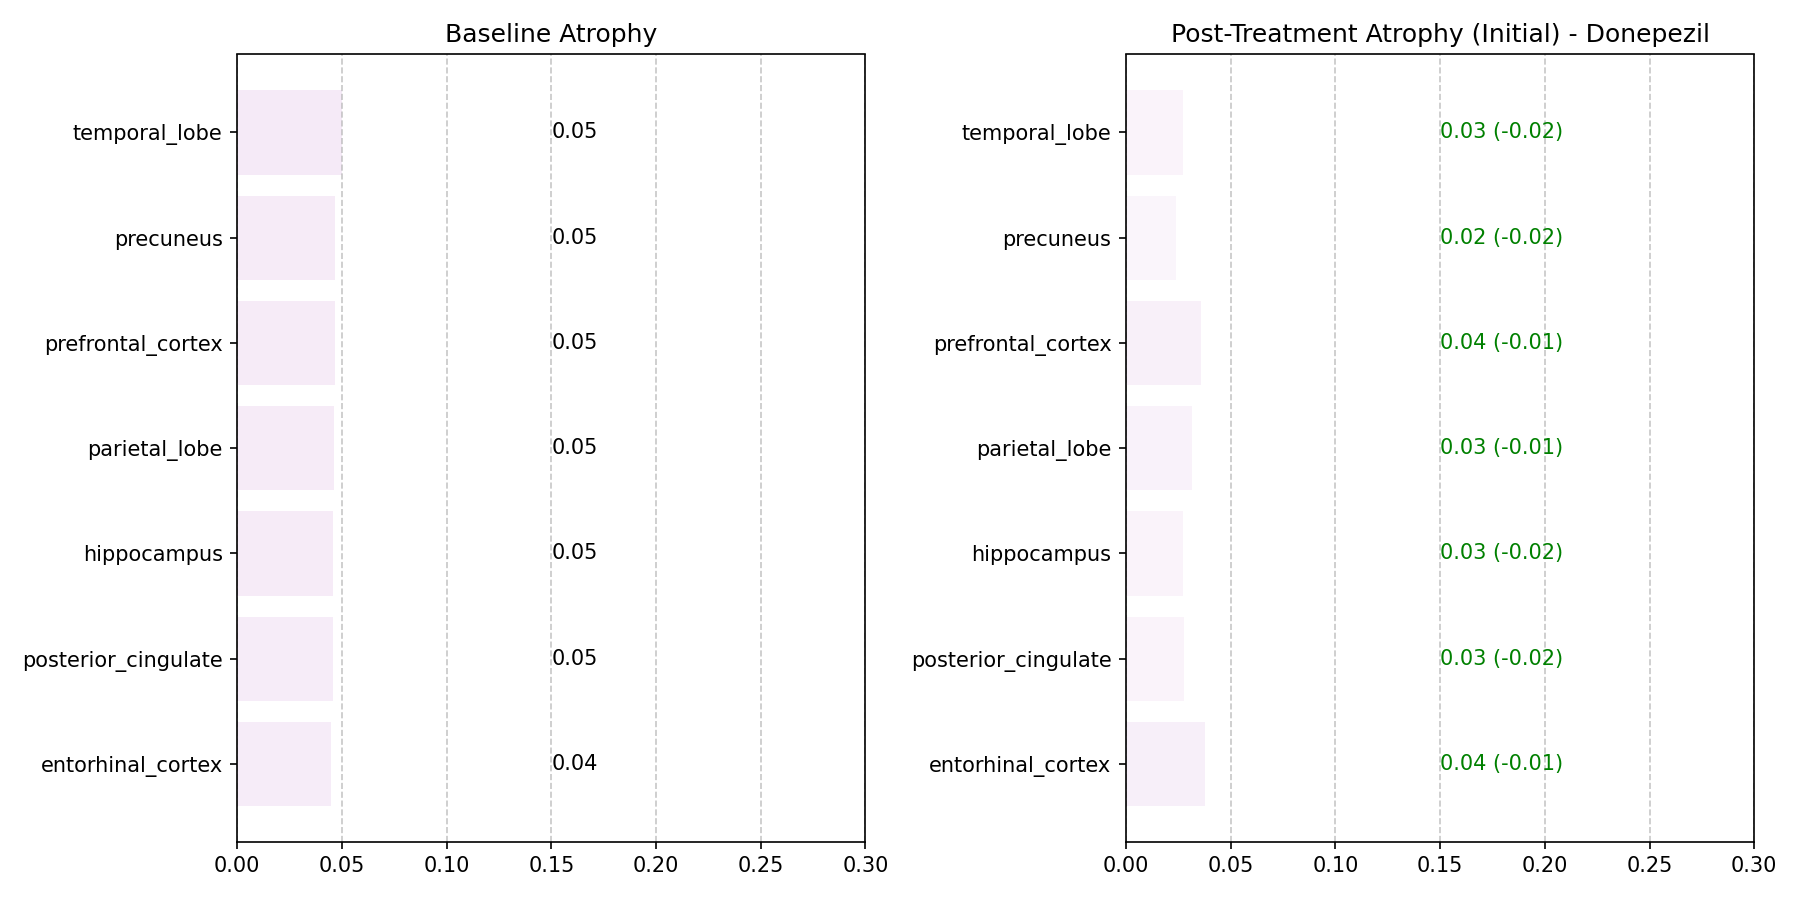 Baseline Atrophy
temporal_lobe 0.05
precuneus 0.05
prefrontal_cortex 0.05
parietal_lobe 0.05
hippocampus 0.05
posterior_cingulate 0.05
entorhinal_cortex 0.04
0.00 0.05 0.10 0.15 0.20 0.25 0.30
Post-Treatment Atrophy (Initial) - Donepezil
temporal_lobe 0.03 (-0.02)
precuneus 0.02 (-0.02)
prefrontal_cortex 0.04 (-0.01)
parietal_lobe 0.03 (-0.01)
hippocampus 0.03 (-0.02)
posterior_cingulate 0.03 (-0.02)
entorhinal_cortex 0.04 (-0.01)
0.00 0.05 0.10 0.15 0.20 0.25 0.30